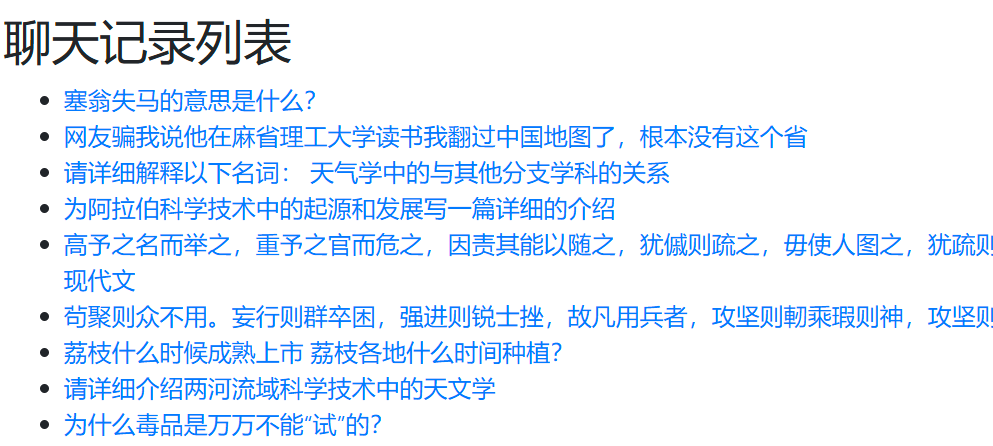 聊天记录列表
塞翁失马的意思是什么？
网友骗我说他在麻省理工大学读书我翻过中国地图了，根本没有这个省
请详细解释以下名词： 天气学中的与其他分支学科的关系
为阿拉伯科学技术中的起源和发展写一篇详细的介绍
高予之名而举之，重予之官而危之，因责其能以随之，犹傶则疏之，毋使人图之，犹疏则
现代文
茍聚则众不用。妄行则群卒困，强进则锐士挫，故凡用兵者，攻坚则軔乘瑕则神，攻坚则
荔枝什么时候成熟上市 荔枝各地什么时间种植？
请详细介绍两河流域科学技术中的天文学
为什么毒品是万万不能“试”的？